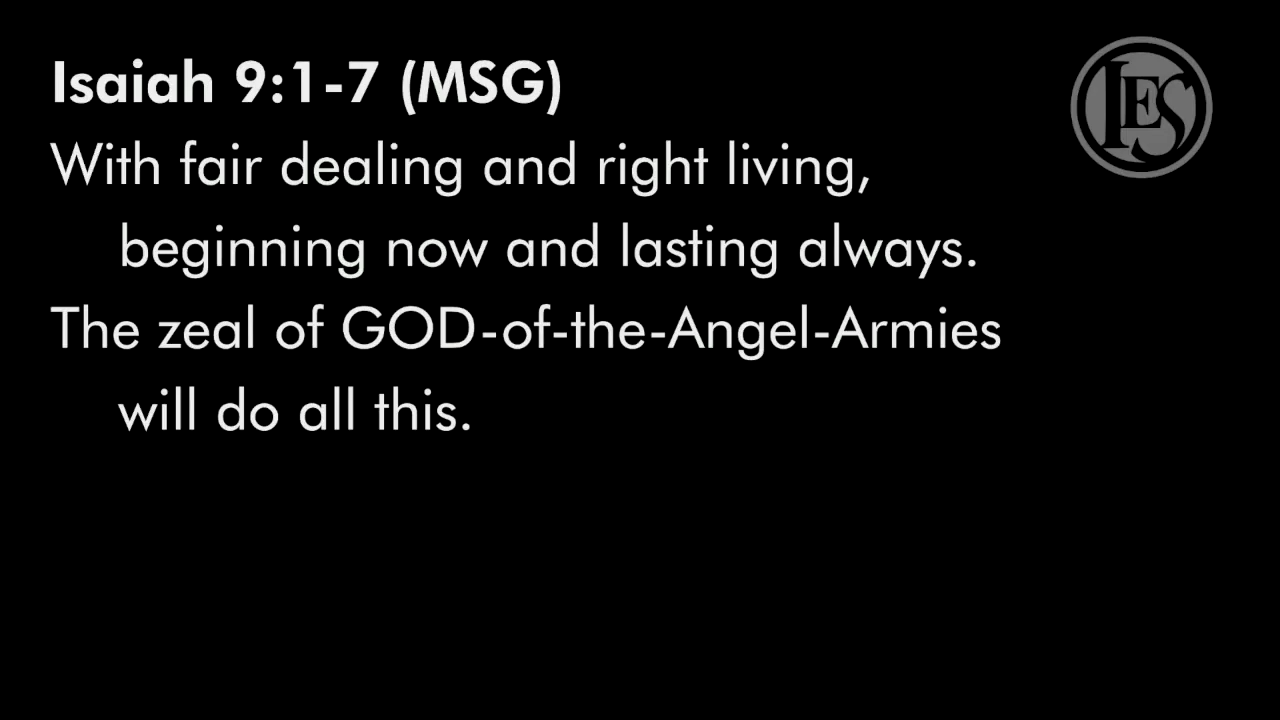 Isaiah 9:1-7 (MSG)
IES
With fair dealing and right living,
beginning now and lasting always.
The zeal of GOD-of-the-Angel-Armies
will do all this.